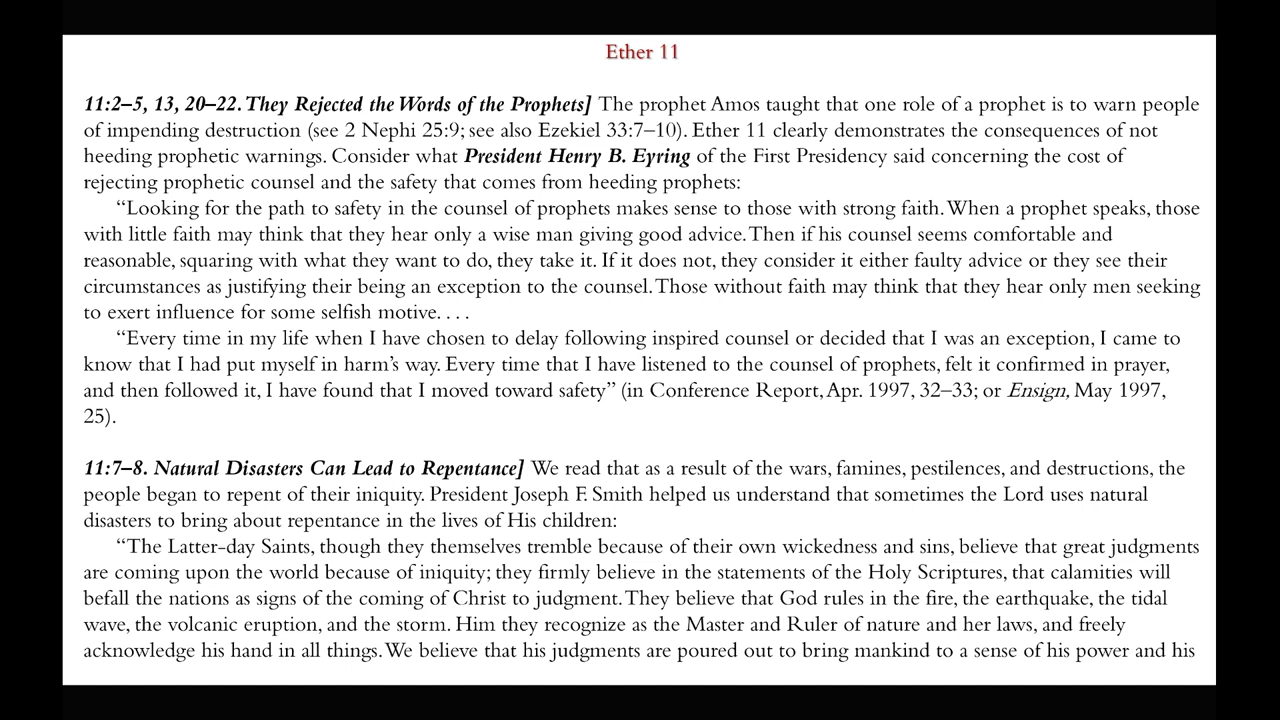 Ether 11
11:2–5, 13, 20–22. They Rejected the Words of the Prophets] The prophet Amos taught that one role of a prophet is to warn people
of impending destruction (see 2 Nephi 25:9; see also Ezekiel 33:7–10). Ether 11 clearly demonstrates the consequences of not
heeding prophetic warnings. Consider what President Henry B. Eyring of the First Presidency said concerning the cost of
rejecting prophetic counsel and the safety that comes from heeding prophets:
“Looking for the path to safety in the counsel of prophets makes sense to those with strong faith. When a prophet speaks, those
with little faith may think that they hear only a wise man giving good advice. Then if his counsel seems comfortable and
reasonable, squaring with what they want to do, they take it. If it does not, they consider it either faulty advice or they see their
circumstances as justifying their being an exception to the counsel. Those without faith may think that they hear only men seeking
to exert influence for some selfish motive. . . .
“Every time in my life when I have chosen to delay following inspired counsel or decided that I was an exception, I came to
know that I had put myself in harm’s way. Every time that I have listened to the counsel of prophets, felt it confirmed in prayer,
and then followed it, I have found that I moved toward safety” (in Conference Report, Apr. 1997, 32–33; or Ensign, May 1997,
25).
11:7–8. Natural Disasters Can Lead to Repentance] We read that as a result of the wars, famines, pestilences, and destructions, the
people began to repent of their iniquity. President Joseph F. Smith helped us understand that sometimes the Lord uses natural
disasters to bring about repentance in the lives of His children:
“The Latter-day Saints, though they themselves tremble because of their own wickedness and sins, believe that great judgments
are coming upon the world because of iniquity; they firmly believe in the statements of the Holy Scriptures, that calamities will
befall the nations as signs of the coming of Christ to judgment. They believe that God rules in the fire, the earthquake, the tidal
wave, the volcanic eruption, and the storm. Him they recognize as the Master and Ruler of nature and her laws, and freely
acknowledge his hand in all things. We believe that his judgments are poured out to bring mankind to a sense of his power and his